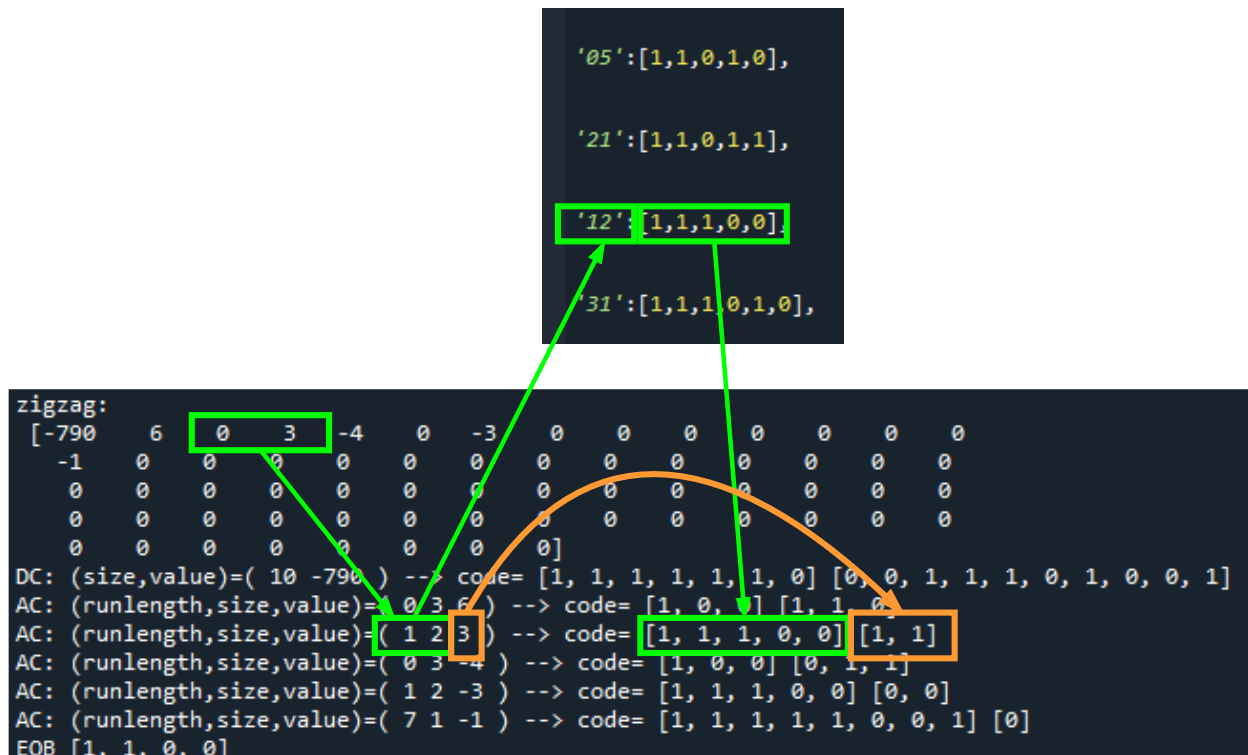 '05':[1,1,0,1,0],
'21':[1,1,0,1,1],
'12':[1,1,1,0,0],
'31':[1,1,1,0,1,0],
zigzag:
[-790 6 0 3 -4 0 -3 0 0 0 0 0 0 0
-1 0 0 0 0 0 0 0 0 0 0 0 0 0
0 0 0 0 0 0 0 0 0 0 0 0 0 0
0 0 0 0 0 0 0 0 0 0 0 0 0 0
0 0 0 0 0 0 0 0]
DC: (size,value)=( 10 -790 ) --> code= [1, 1, 1, 1, 1, 1, 0] [0, 0, 1, 1, 1, 0, 1, 0, 0, 1]
AC: (runlength,size,value)=( 0 3 6 ) --> code= [1, 0, 0] [1, 1, 0]
AC: (runlength,size,value)=( 1 2 3 ) --> code= [1, 1, 1, 0, 0] [1, 1]
AC: (runlength,size,value)=( 0 3 -4 ) --> code= [1, 0, 0] [0, 1, 1]
AC: (runlength,size,value)=( 1 2 -3 ) --> code= [1, 1, 1, 0, 0] [0, 0]
AC: (runlength,size,value)=( 7 1 -1 ) --> code= [1, 1, 1, 1, 1, 0, 0, 1] [0]
EOB [1, 1, 0, 0]